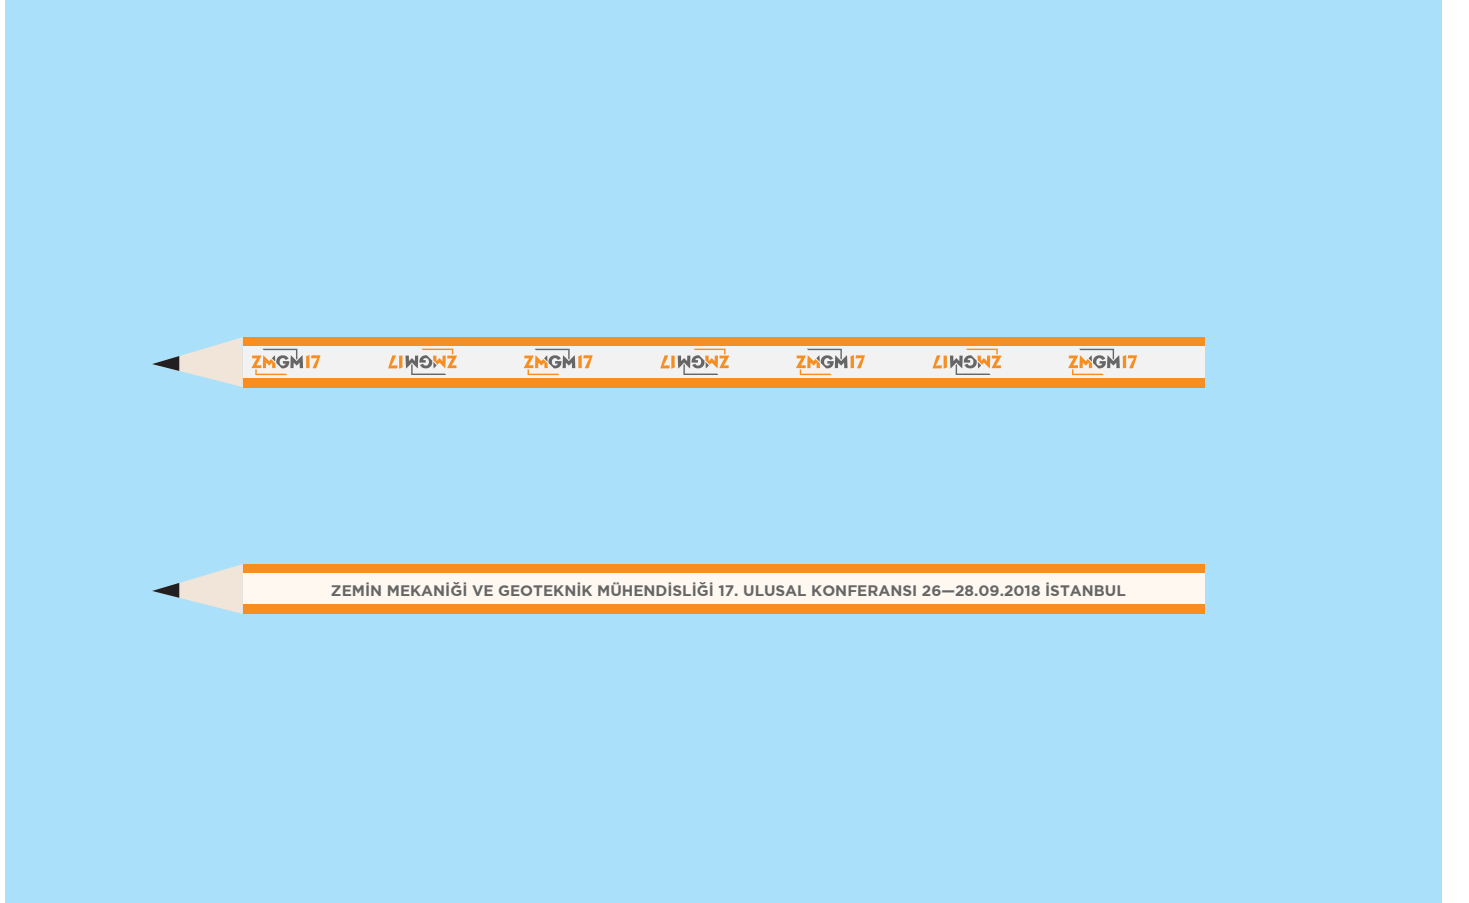 ZMGM17 ZMGM17 ZMGM17 ZMGM17 ZMGM17 ZMGM17 ZMGM17
ZEMİN MEKANİĞİ VE GEOTEKNİK MÜHENDİSLİĞİ 17. ULUSAL KONFERANSI 26—28.09.2018 İSTANBUL